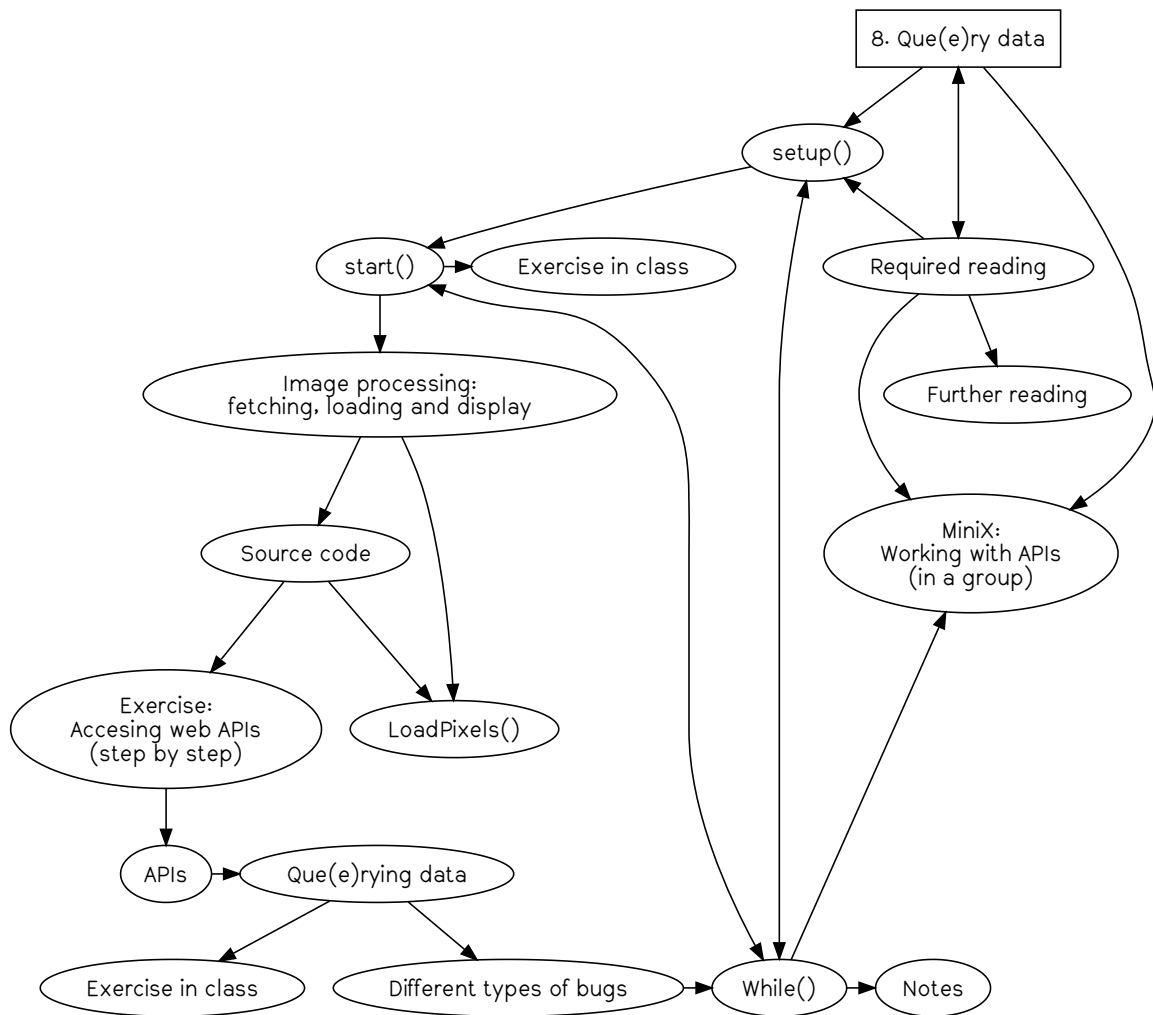 8. Que(e)ry data
setup()
start()
Exercise in class
Required reading
Image processing:
fetching, loading and display
Further reading
Source code
MiniX:
Working with APIs
(in a group)
Exercise:
Accesing web APIs
(step by step)
LoadPixels()
APIs
Que(e)rying data
Exercise in class
Different types of bugs
While()
Notes